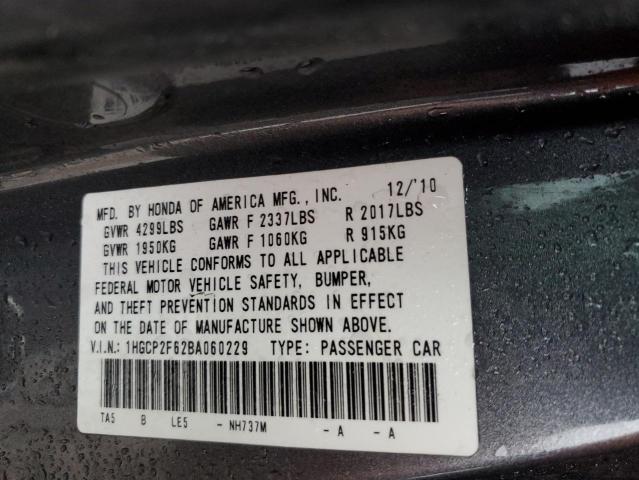 MFD. BY HONDA OF AMERICA MFG., INC. 12/'10
GVWR 4299LBS GAWR F 2337LBS R 2017LBS
GVWR 1950KG GAWR F 1060KG R 915KG
THIS VEHICLE CONFORMS TO ALL APPLICABLE
FEDERAL MOTOR VEHICLE SAFETY, BUMPER,
AND THEFT PREVENTION STANDARDS IN EFFECT
ON THE DATE OF MANUFACTURE SHOWN ABOVE.
V.I.N.: 1HGCP2F62BA060229 TYPE: PASSENGER CAR
TA5 B LE5 - NH737M - A - A